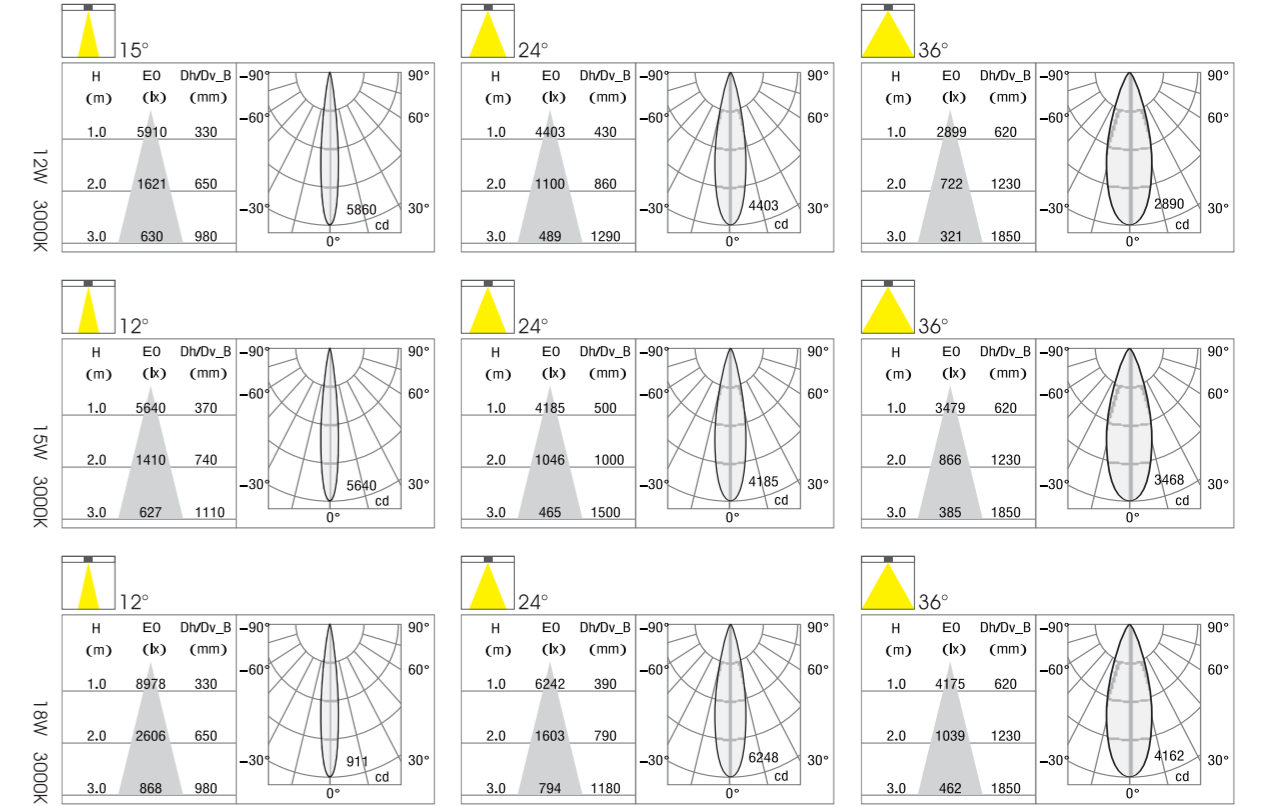 15°
H E0 Dh/Dv_B
(m) (lx) (mm)
1.0 5910 330
2.0 1621 650
3.0 630 980
–90° 90°
–60° 60°
–30° 30°
5860
cd
0°
24°
H E0 Dh/Dv_B
(m) (lx) (mm)
1.0 4403 430
2.0 1100 860
3.0 489 1290
–90° 90°
–60° 60°
–30° 30°
4403
cd
0°
36°
H E0 Dh/Dv_B
(m) (lx) (mm)
1.0 2899 620
2.0 722 1230
3.0 321 1850
–90° 90°
–60° 60°
–30° 30°
2890
cd
0°
12W 3000K
12°
H E0 Dh/Dv_B
(m) (lx) (mm)
1.0 5640 370
2.0 1410 740
3.0 627 1110
–90° 90°
–60° 60°
–30° 30°
5640
cd
0°
24°
H E0 Dh/Dv_B
(m) (lx) (mm)
1.0 4185 500
2.0 1046 1000
3.0 465 1500
–90° 90°
–60° 60°
–30° 30°
4185
cd
0°
36°
H E0 Dh/Dv_B
(m) (lx) (mm)
1.0 3479 620
2.0 866 1230
3.0 385 1850
–90° 90°
–60° 60°
–30° 30°
3468
cd
0°
15W 3000K
12°
H E0 Dh/Dv_B
(m) (lx) (mm)
1.0 8978 330
2.0 2606 650
3.0 868 980
–90° 90°
–60° 60°
–30° 30°
911
cd
0°
24°
H E0 Dh/Dv_B
(m) (lx) (mm)
1.0 6242 390
2.0 1603 790
3.0 794 1180
–90° 90°
–60° 60°
–30° 30°
6248
cd
0°
36°
H E0 Dh/Dv_B
(m) (lx) (mm)
1.0 4175 620
2.0 1039 1230
3.0 462 1850
–90° 90°
–60° 60°
–30° 30°
4162
cd
0°
18W 3000K